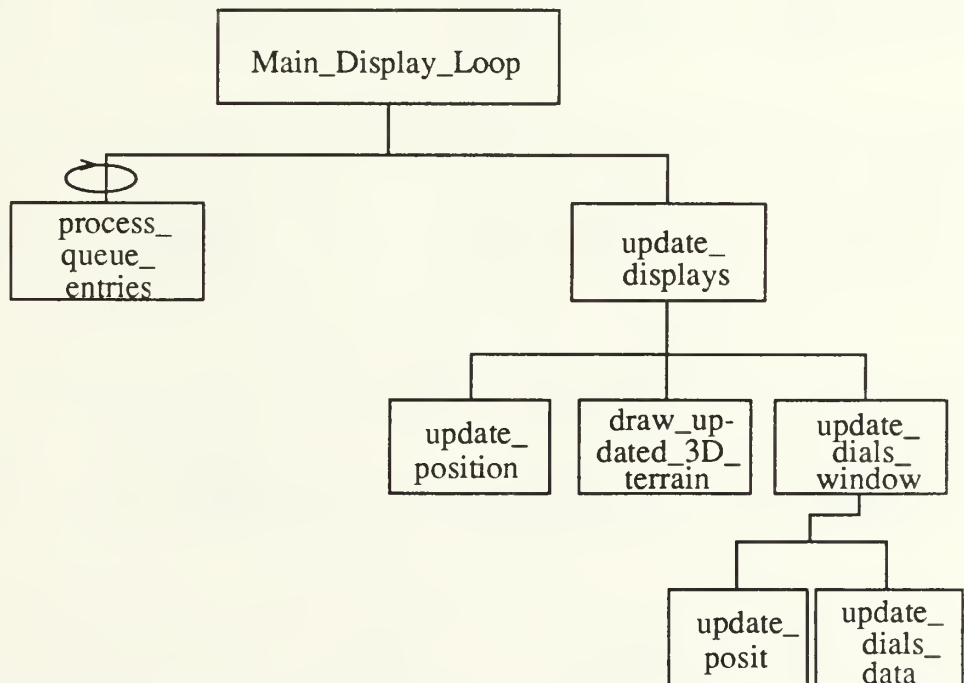 Main_Display_Loop
process_
queue_
entries
update_
displays
update_
position
draw_up-
dated_3D_
terrain
update_
dials_
window
update_
posit
update_
dials_
data